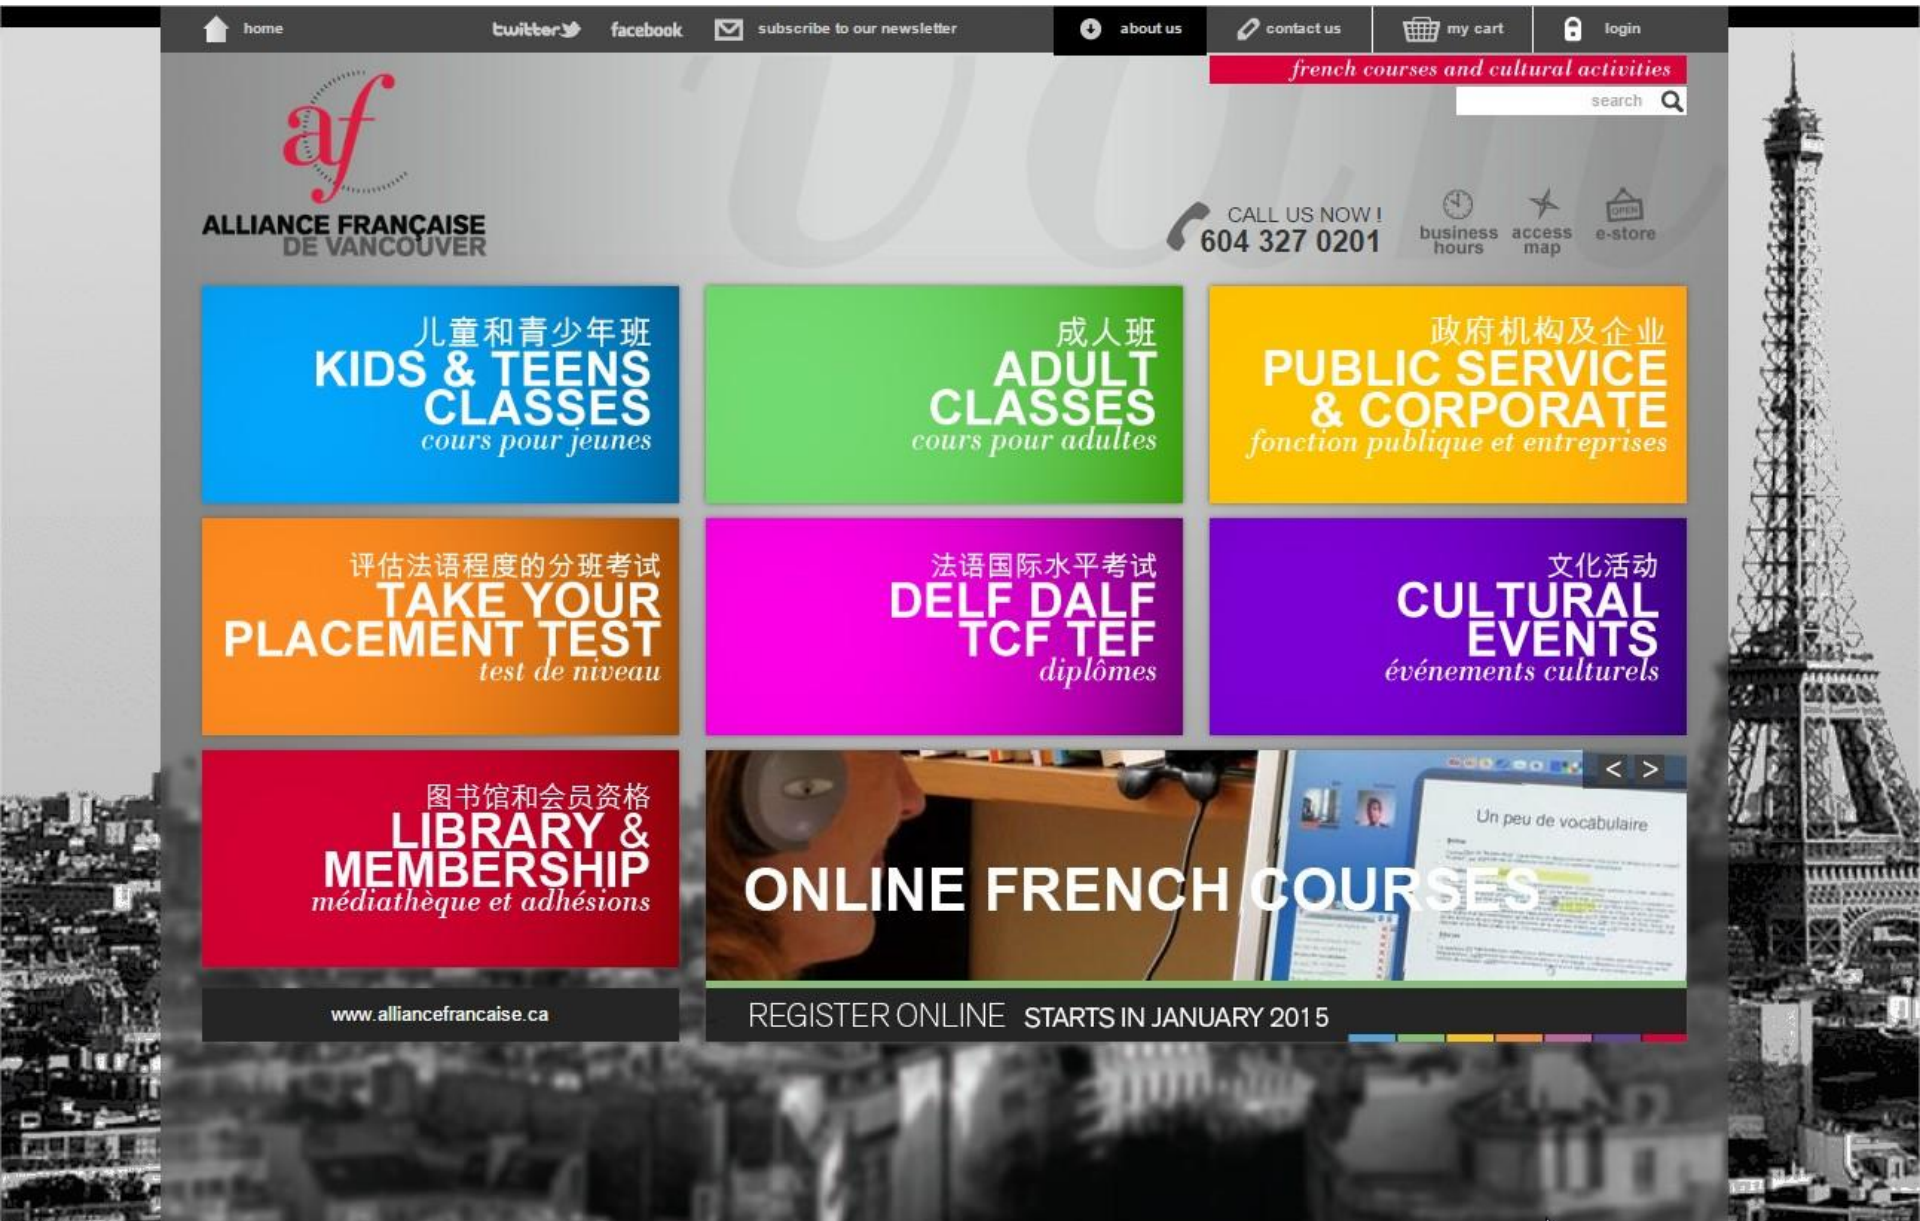 home
twitter
facebook
subscribe to our newsletter
about us
contact us
my cart
login
french courses and cultural activities
search
af
ALLIANCE FRANÇAISE
DE VANCOUVER
CALL US NOW !
604 327 0201
business
hours
access
map
OPEN
e-store
儿童和青少年班
KIDS & TEENS
CLASSES
cours pour jeunes
成人班
ADULT
CLASSES
cours pour adultes
政府机构及企业
PUBLIC SERVICE
& CORPORATE
fonction publique et entreprises
评估法语程度的分班考试
TAKE YOUR
PLACEMENT TEST
test de niveau
法语国际水平考试
DELF DALF
TCF TEF
diplômes
文化活动
CULTURAL
EVENTS
événements culturels
图书馆和会员资格
LIBRARY &
MEMBERSHIP
médiathèque et adhésions
< >
Un peu de vocabulaire
ONLINE FRENCH COURSES
www.alliancefrancaise.ca
REGISTER ONLINE STARTS IN JANUARY 2015